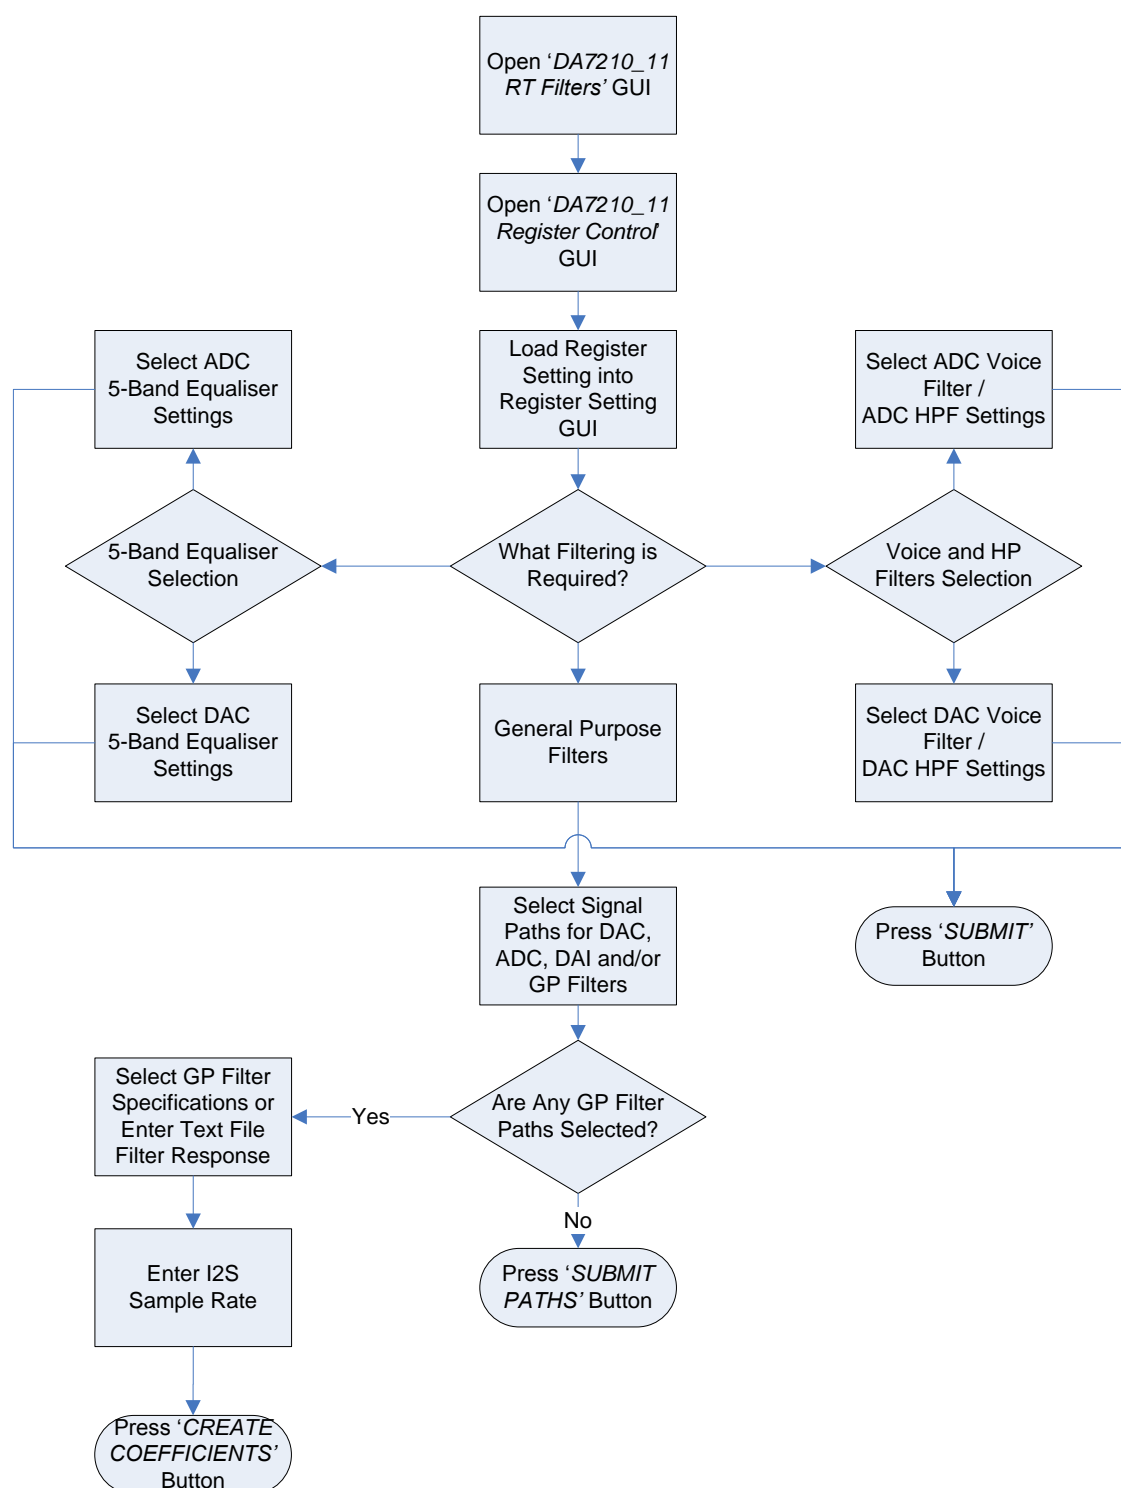 Open ‘DA7210_11
RT Filters’ GUI
Open ‘DA7210_11
Register Control’
GUI
Load Register
Setting into
Register Setting
GUI
Select ADC
5-Band Equaliser
Settings
Select ADC Voice
Filter /
ADC HPF Settings
5-Band Equaliser
Selection
What Filtering is
Required?
Voice and HP
Filters Selection
Select DAC
5-Band Equaliser
Settings
General Purpose
Filters
Select DAC Voice
Filter /
DAC HPF Settings
Select Signal
Paths for DAC,
ADC, DAI and/or
GP Filters
Press ‘SUBMIT’
Button
Select GP Filter
Specifications or
Enter Text File
Filter Response
Yes
Are Any GP Filter
Paths Selected?
No
Enter I2S
Sample Rate
Press ‘SUBMIT
PATHS’ Button
Press ‘CREATE
COEFFICIENTS’
Button